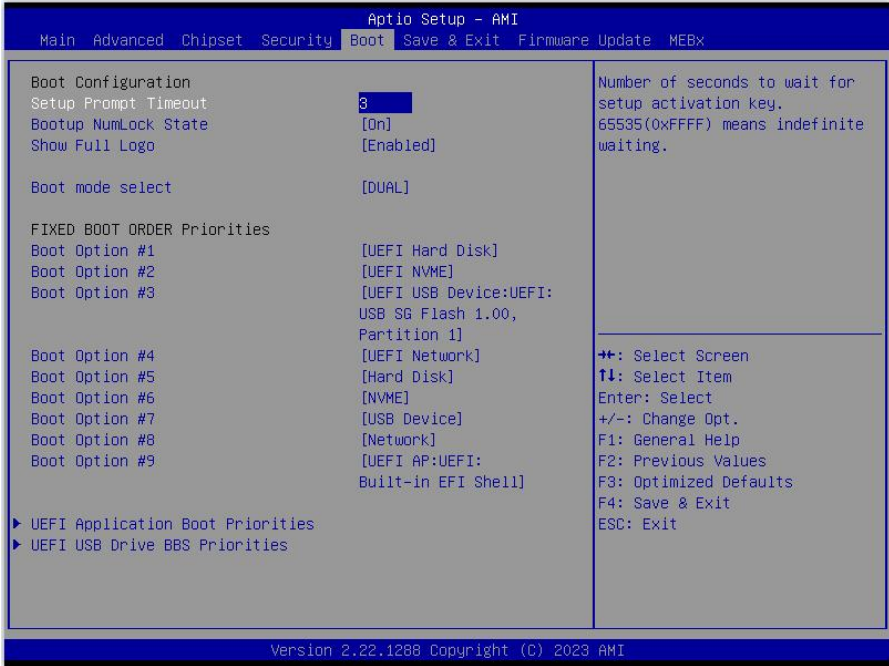 Aptio Setup – AMI
Main Advanced Chipset Security Boot Save & Exit Firmware Update MEBx
Boot Configuration
Setup Prompt Timeout 3
Bootup NumLock State [On]
Show Full Logo [Enabled]
Boot mode select [DUAL]
FIXED BOOT ORDER Priorities
Boot Option #1 [UEFI Hard Disk]
Boot Option #2 [UEFI NVME]
Boot Option #3 [UEFI USB Device:UEFI:
USB SG Flash 1.00,
Partition 1]
Boot Option #4 [UEFI Network]
Boot Option #5 [Hard Disk]
Boot Option #6 [NVME]
Boot Option #7 [USB Device]
Boot Option #8 [Network]
Boot Option #9 [UEFI AP:UEFI:
Built-in EFI Shell]
UEFI Application Boot Priorities
UEFI USB Drive BBS Priorities
Number of seconds to wait for
setup activation key.
65535(0xFFFF) means indefinite
waiting.
→←: Select Screen
↑↓: Select Item
Enter: Select
+/-: Change Opt.
F1: General Help
F2: Previous Values
F3: Optimized Defaults
F4: Save & Exit
ESC: Exit
Version 2.22.1288 Copyright (C) 2023 AMI